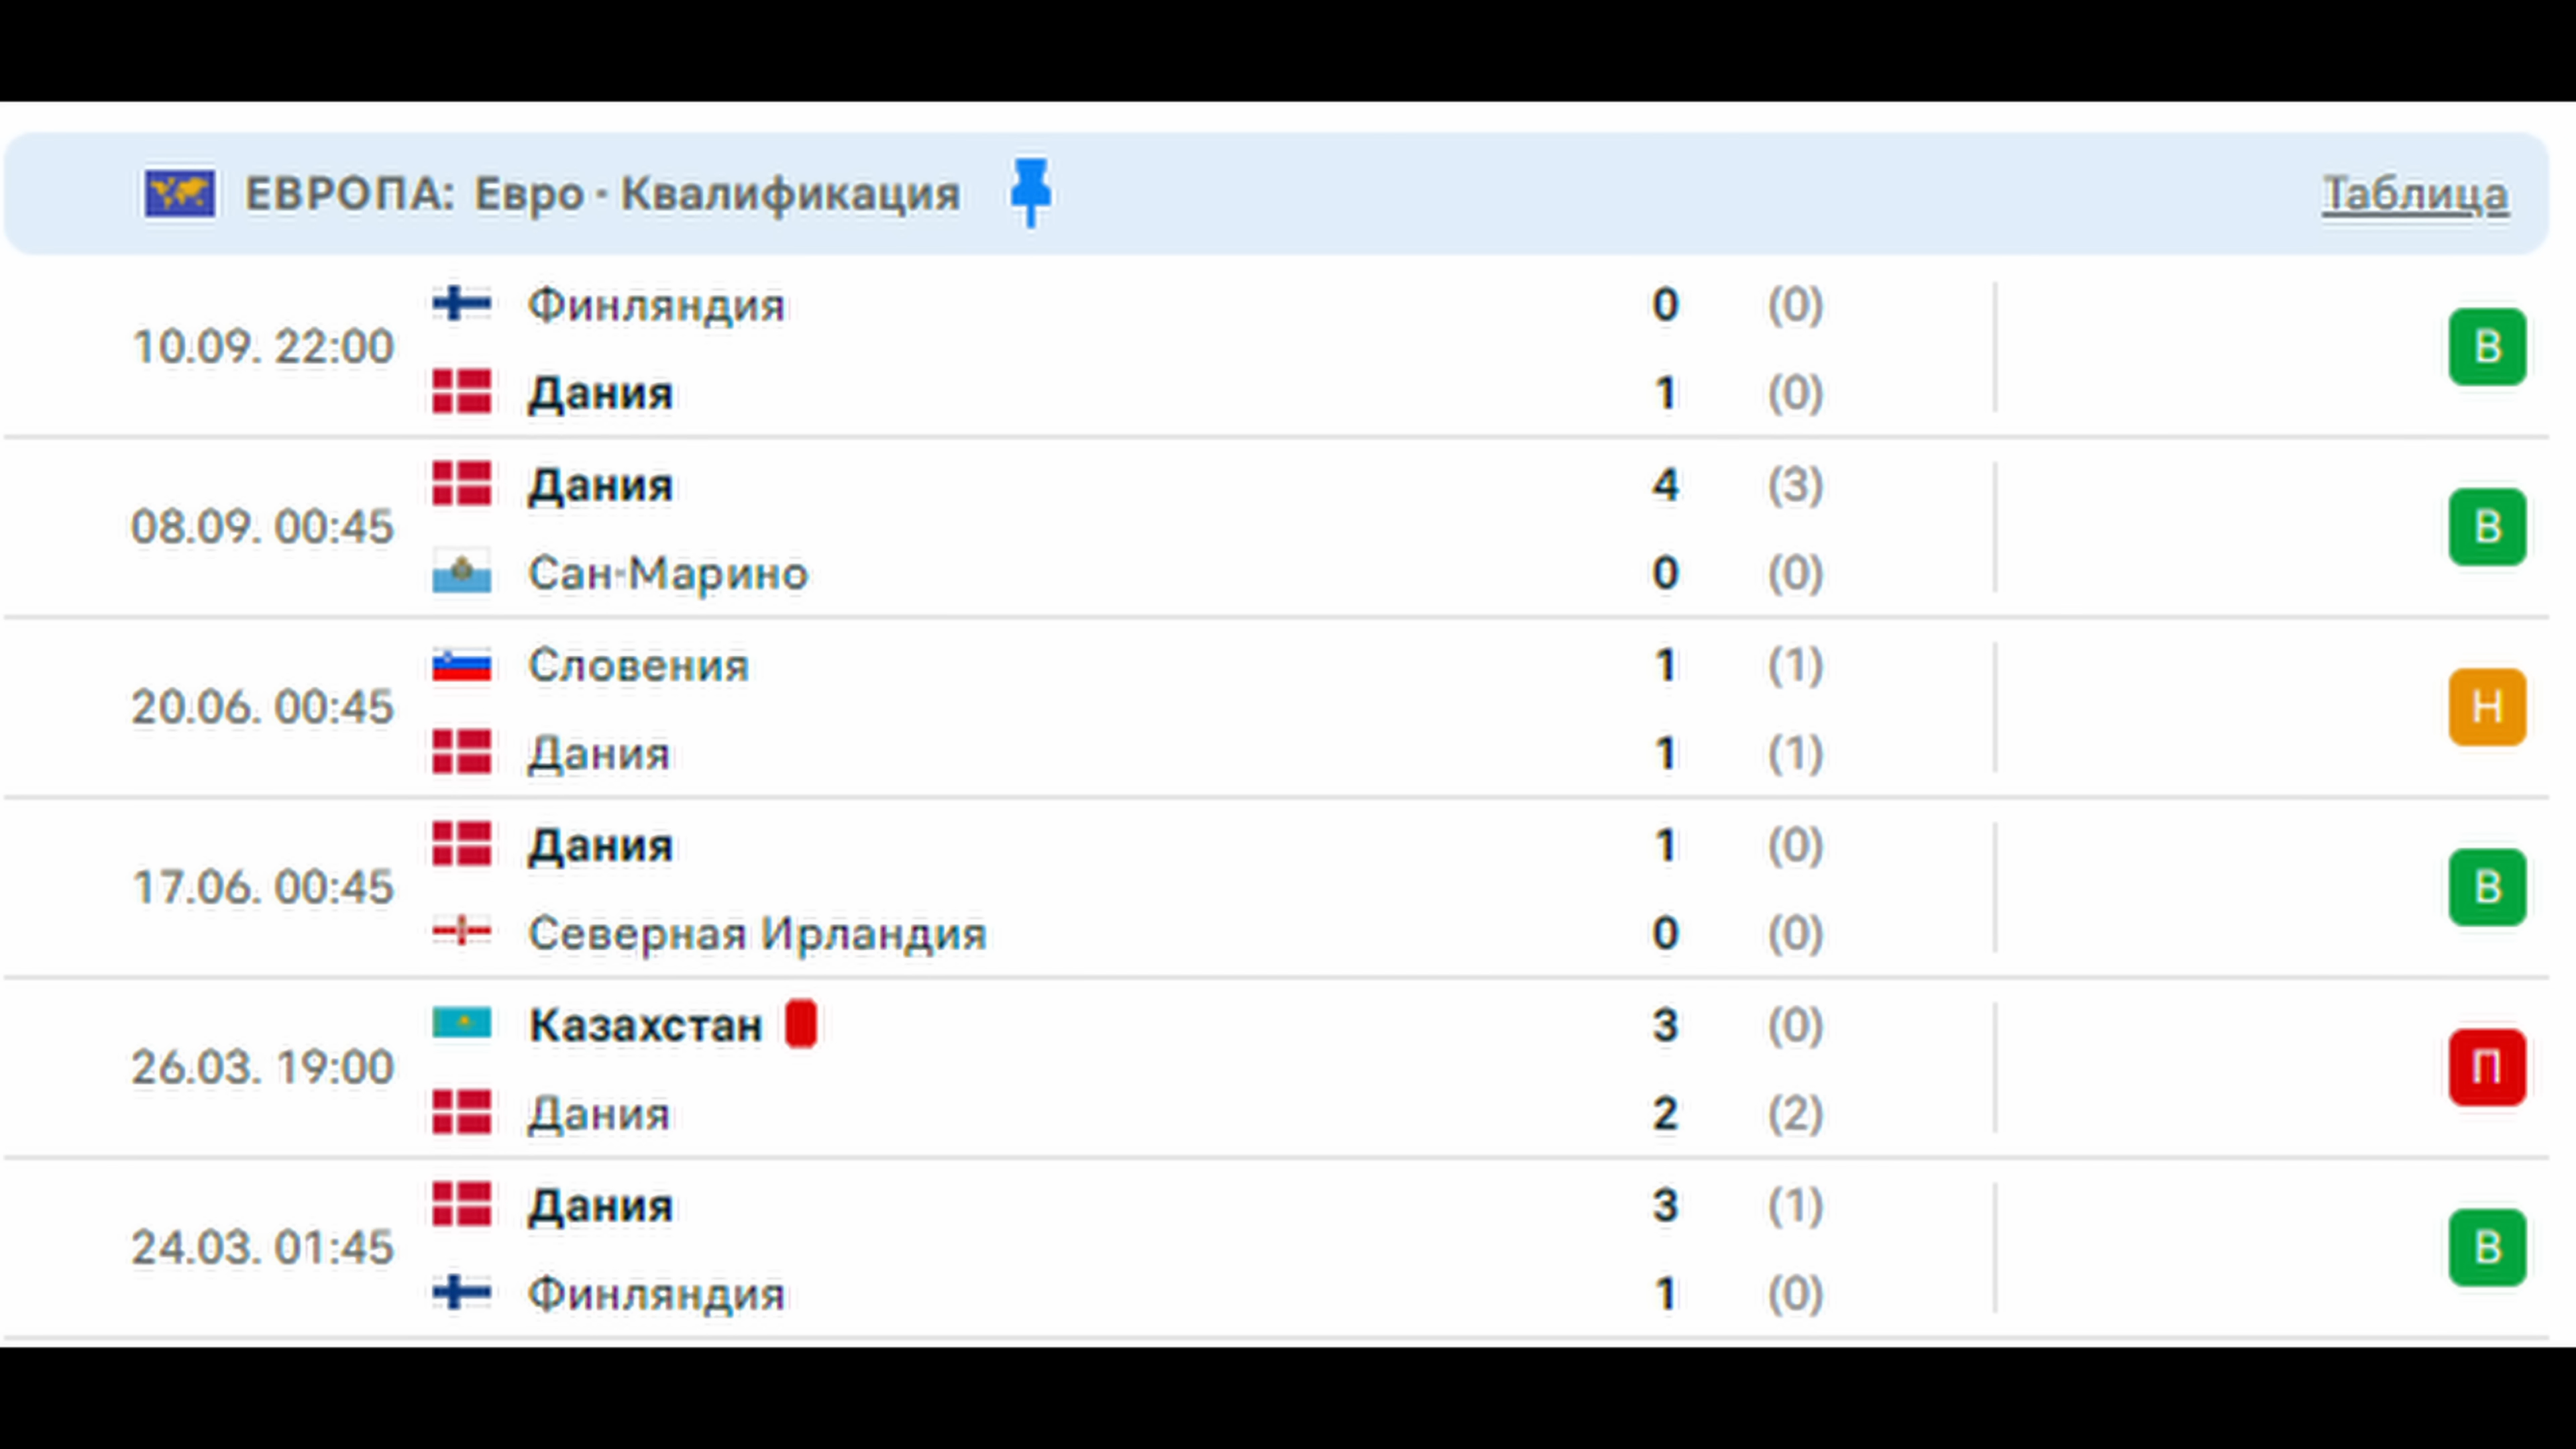 ЕВРОПА: Евро - Квалификация Таблица
10.09. 22:00 Финляндия 0 (0) В
Дания 1 (0)
08.09. 00:45 Дания 4 (3) В
Сан-Марино 0 (0)
20.06. 00:45 Словения 1 (1) Н
Дания 1 (1)
17.06. 00:45 Дания 1 (0) В
Северная Ирландия 0 (0)
26.03. 19:00 Казахстан 3 (0) П
Дания 2 (2)
24.03. 01:45 Дания 3 (1) В
Финляндия 1 (0)